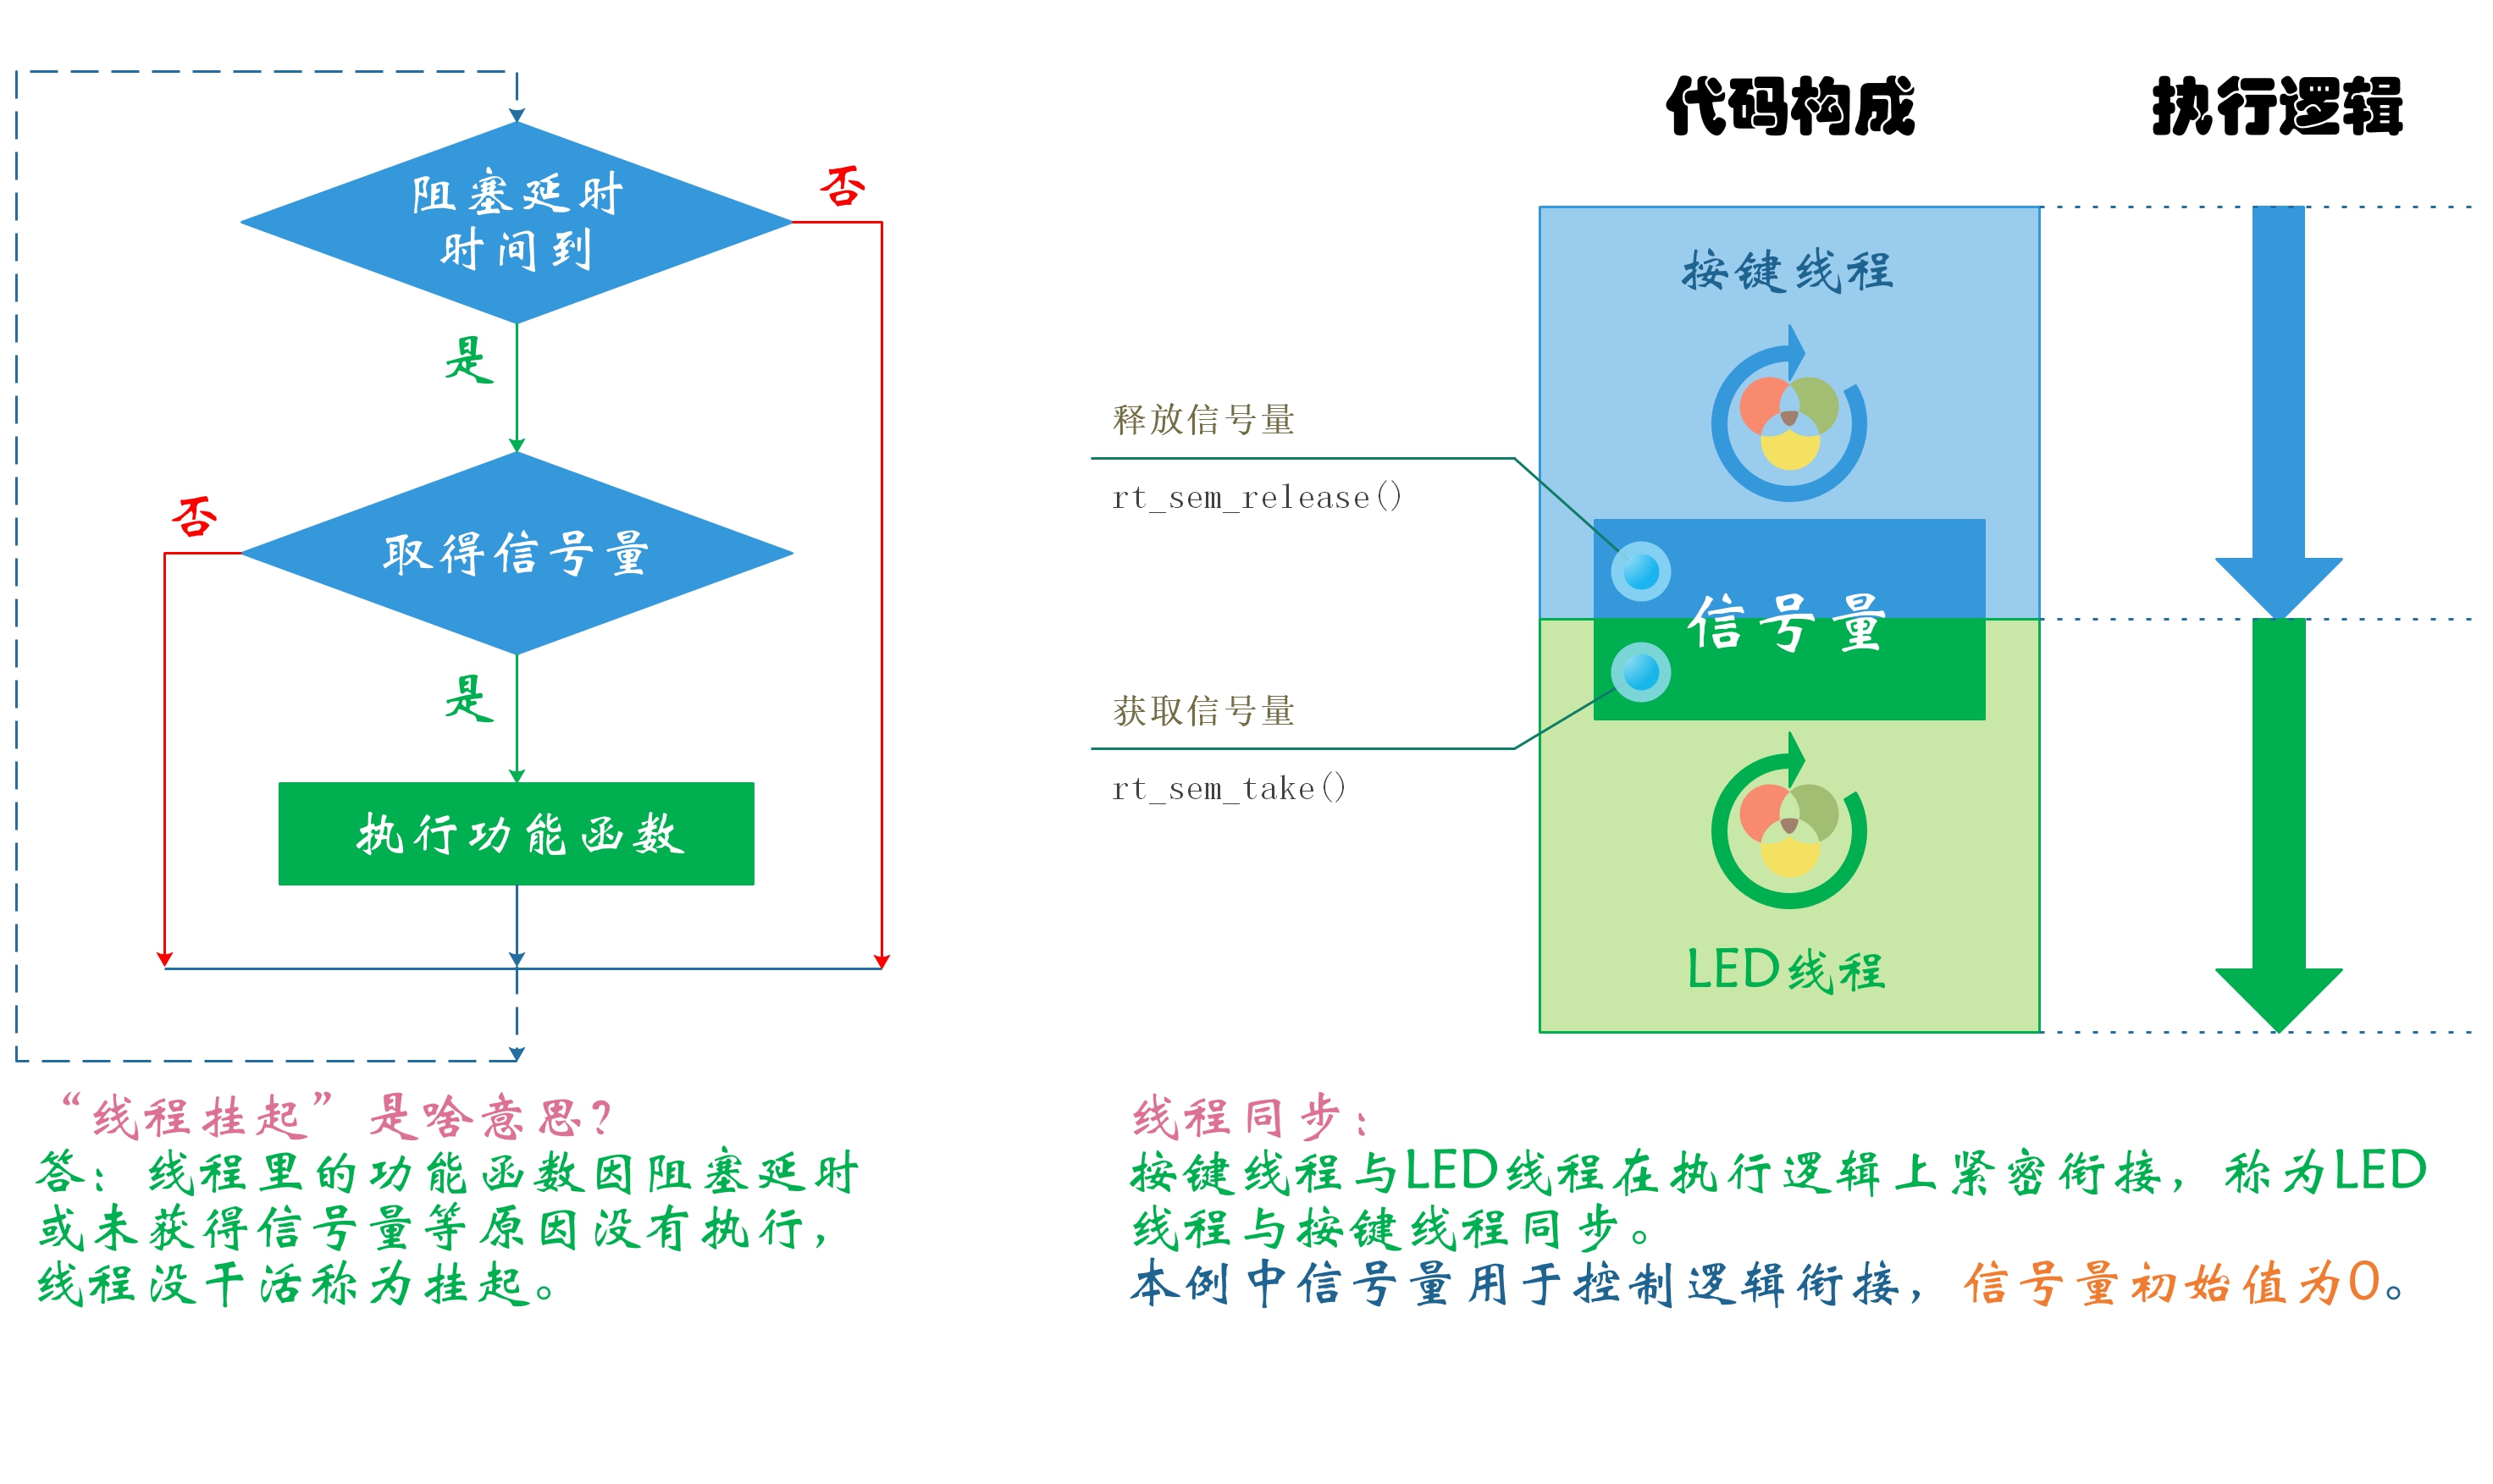 阻塞延时
时间到
否
是
取得信号量
否
是
执行功能函数
“线程挂起”是啥意思?
答:线程里的功能函数因阻塞延时
或未获得信号量等原因没有执行,
线程没干活称为挂起。
代码构成
执行逻辑
按键线程
释放信号量
rt_sem_release()
信号量
获取信号量
rt_sem_take()
LED线程
线程同步:
按键线程与LED线程在执行逻辑上紧密衔接,称为LED
线程与按键线程同步。
本例中信号量用于控制逻辑衔接,信号量初始值为0。